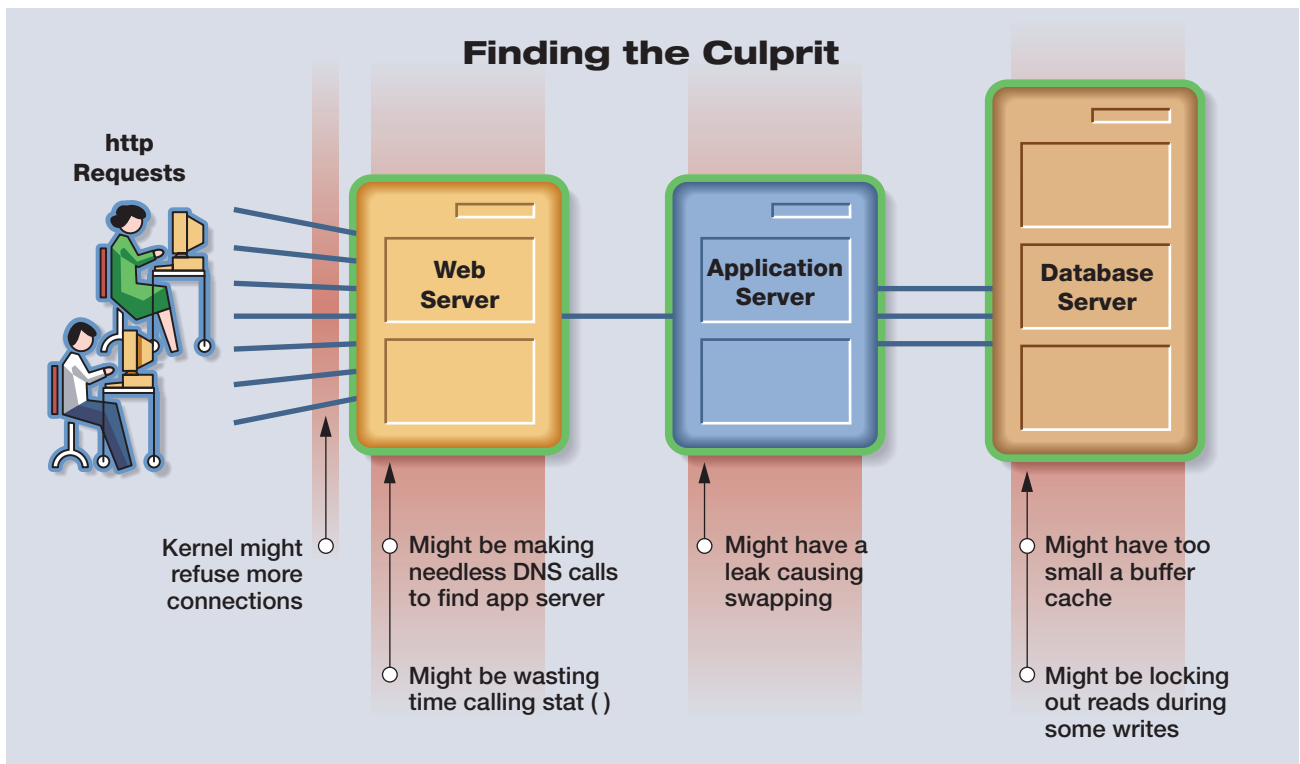 Finding the Culprit
http
Requests
Web
Server
Application
Server
Database
Server
Kernel might
refuse more
connections
Might be making
needless DNS calls
to find app server
Might be wasting
time calling stat ( )
Might have a
leak causing
swapping
Might have too
small a buffer
cache
Might be locking
out reads during
some writes